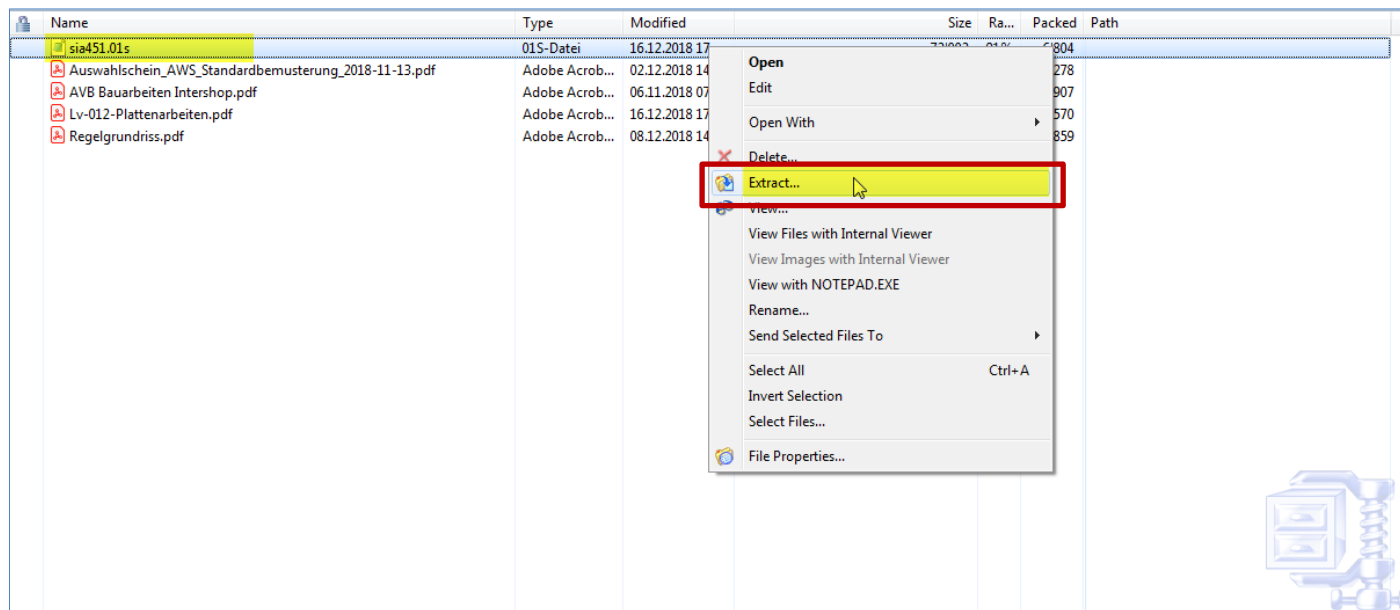 Name Type Modified Size Ra... Packed Path
sia451.01s 01S-Datei 16.12.2018 17 804
Auswahlschein_AWS_Standardbemusterung_2018-11-13.pdf Adobe Acrob... 02.12.2018 14 278
AVB Bauarbeiten Intershop.pdf Adobe Acrob... 06.11.2018 07 907
Lv-012-Plattenarbeiten.pdf Adobe Acrob... 16.12.2018 17 570
Regelgrundriss.pdf Adobe Acrob... 08.12.2018 14 859
Open
Edit
Open With
Delete...
Extract...
View...
View Files with Internal Viewer
View Images with Internal Viewer
View with NOTEPAD.EXE
Rename...
Send Selected Files To
Select All Ctrl+A
Invert Selection
Select Files...
File Properties...